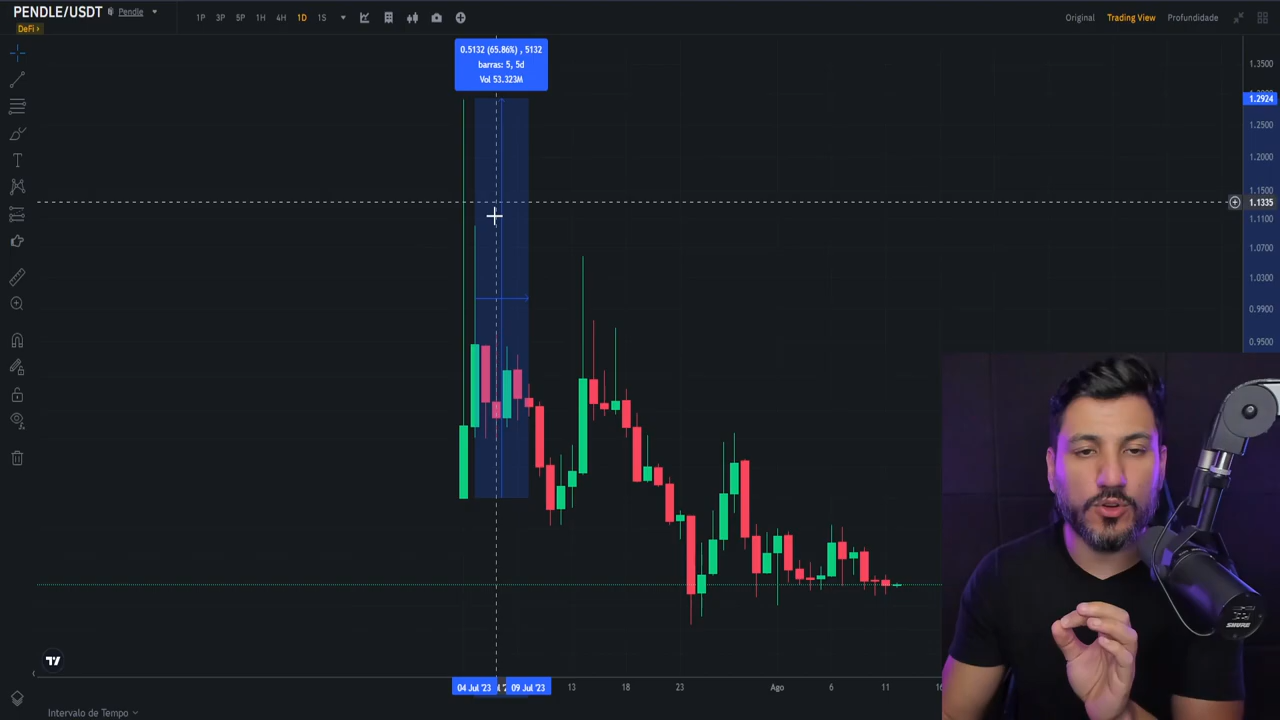 PENDLE/USDT Pendle
DeFi ›
1P 3P 5P 1H 4H 1D 1S
Original Trading View Profundidade
0.5132 (65.86%) , 5132
barras: 5, 5d
Vol 53.323M
1.3500
1.2924
1.2500
1.2000
1.1500
1.1335
1.1100
1.0700
1.0300
0.9900
0.9500
04 Jul '23 09 Jul '23 13 18 23 Ago 6 11
Intervalo de Tempo
SHURE